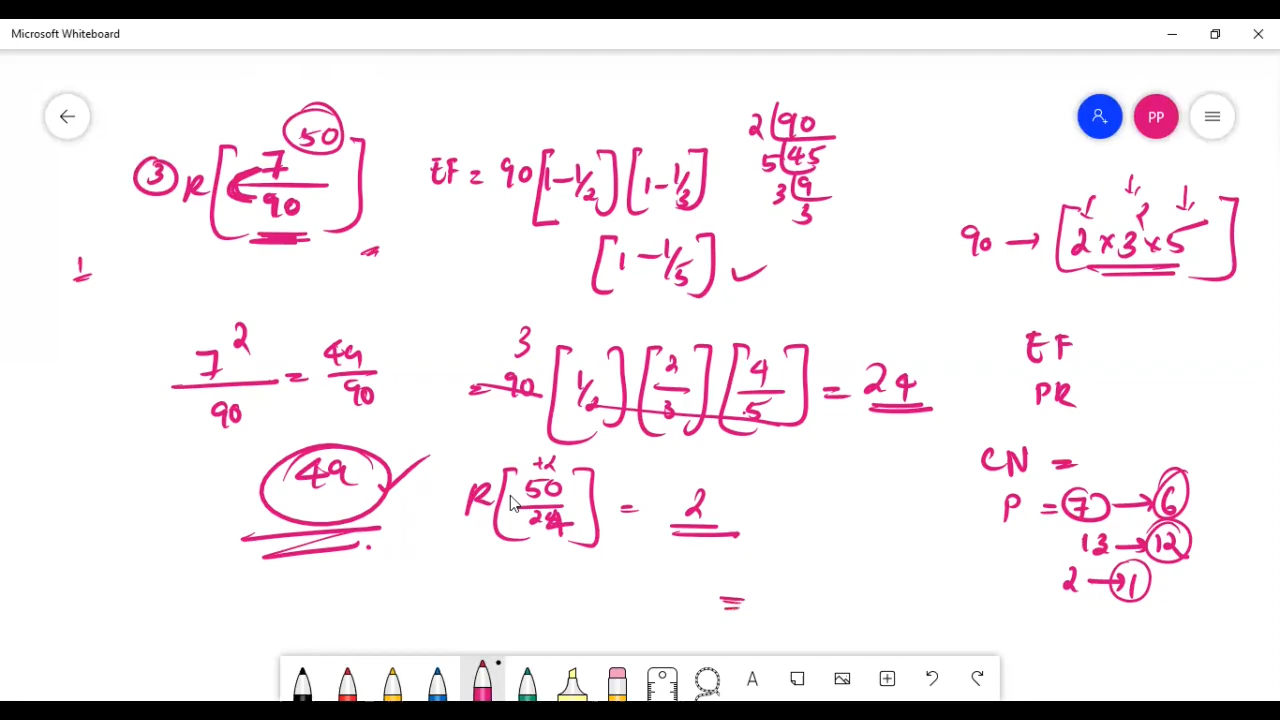 Microsoft Whiteboard
PP
③ R[7^50/90]
EF = 90[1-1/2][1-1/3]
[1-1/5] ✓
2|90
5|45
3|9
3
90 → [2×3×5]
7^2/90 = 49/90
49 ✓
3
= 90[1/2][2/3][4/5] = 24
+2
R[50/24] = 2
=
EF
PR
CN =
P = 7 → 6
13 → 12
2 → 1
A